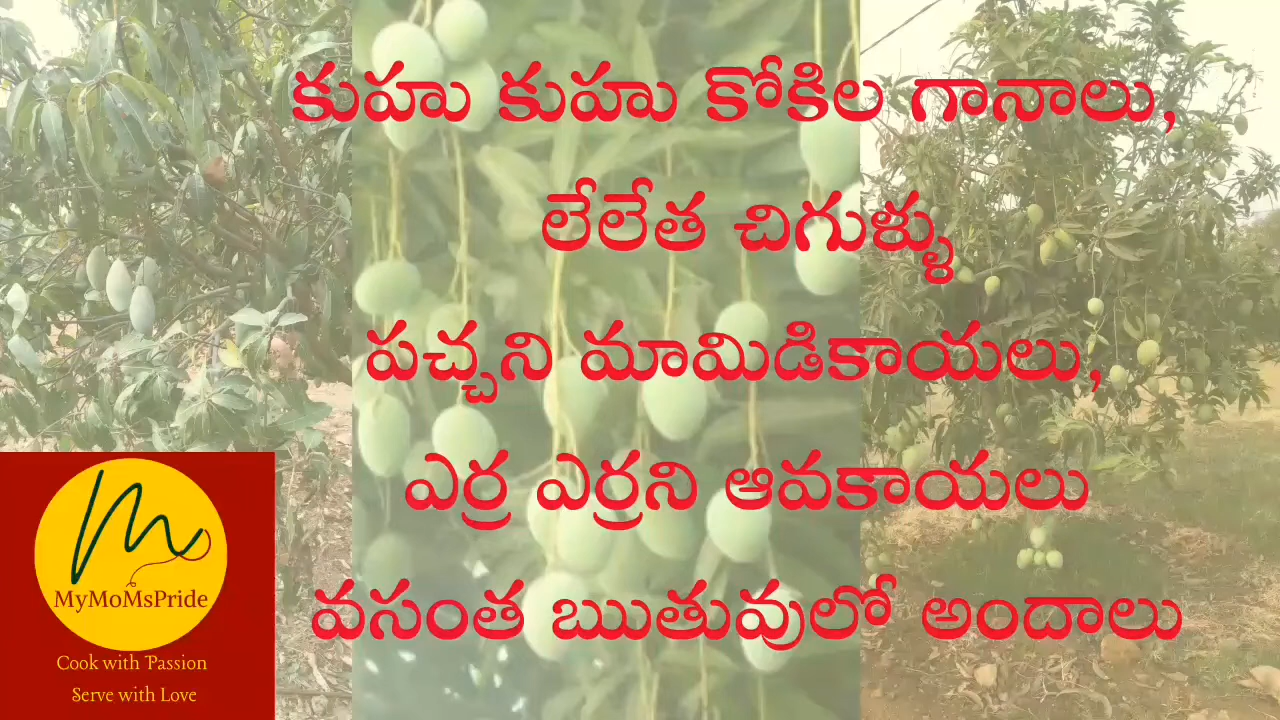 కుహు కుహు కోకిల గానాలు,
లేలేత చిగుళ్ళు
పచ్చని మామిడికాయలు,
ఎర్ర ఎర్రని ఆవకాయలు
వసంత ఋతువులో అందాలు
MyMoMsPride
Cook with Passion
Serve with Love